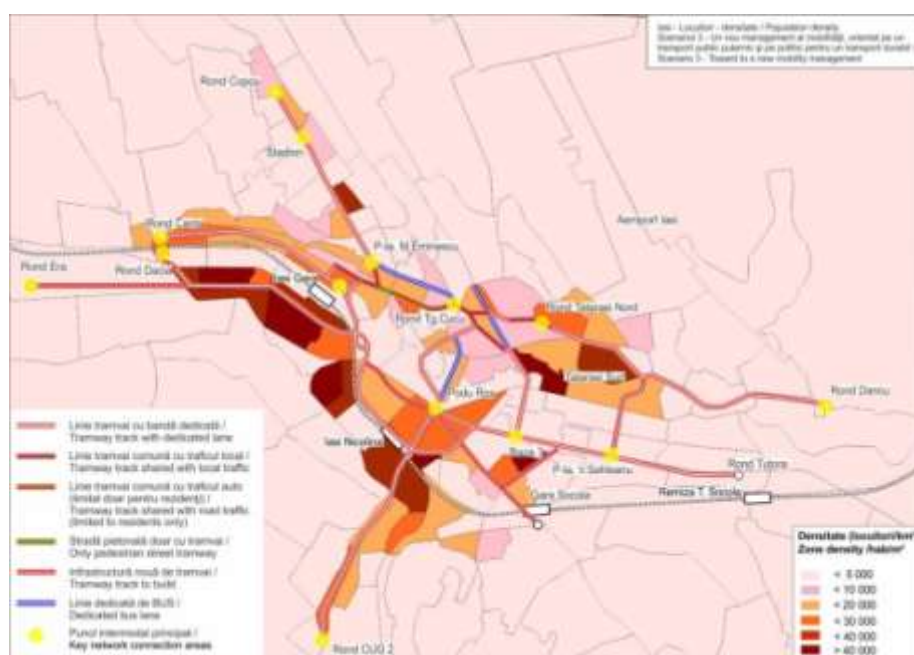 Iasi - Locuitori - densitate / Population density
Scenariul 3 - Un nou management al mobilității, orientat pe un
transport public puternic și pe politici pentru un transport durabil
Scenario 3 - Toward to a new mobility management
Rond Copou
Stadion
Aeroport Iasi
Rond Canta
P-ta M. Eminescu
Rond Era
Rond Dacia
Iasi Gara
Rond Tg. Cucu
Rond Tatarasi Nord
Tatarasi Sud
Rond Dancu
Podu Ros
Iasi Nicolina
Baza 3
P-ta
Rond Tutora
Gara Socola
Remiza T. Socola
Rond CUG 2
Linie tramvai cu bandă dedicată /
Tramway track with dedicated lane
Linie tramvai comună cu traficul local /
Tramway track shared with local traffic
Linie tramvai comună cu traficul auto
(limitat doar pentru rezidenți) /
Tramway track shared with road traffic
(limited to residents only)
Stradă pietonală doar cu tramvai /
Only pedestrian street tramway
Infrastructură nouă de tramvai /
Tramway track to build
Linie dedicată de BUS /
Dedicated bus lane
Punct intermodal principal /
Key network connection areas
Densitate (locuitori/km²
Zone density /hab/m²
< 5 000
< 10 000
< 20 000
< 30 000
< 40 000
> 40 000